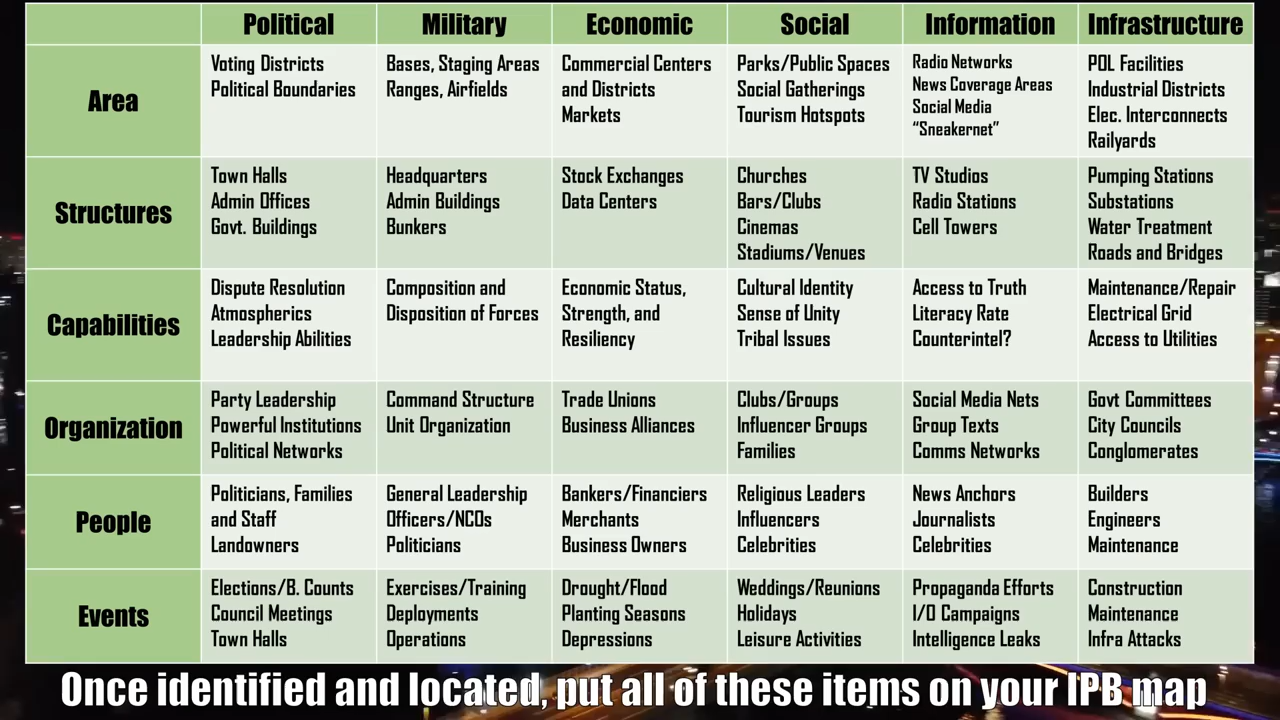 Political Military Economic Social Information Infrastructure
Area
Voting Districts
Political Boundaries
Bases, Staging Areas
Ranges, Airfields
Commercial Centers
and Districts
Markets
Parks/Public Spaces
Social Gatherings
Tourism Hotspots
Radio Networks
News Coverage Areas
Social Media
“Sneakernet”
POL Facilities
Industrial Districts
Elec. Interconnects
Railyards
Structures
Town Halls
Admin Offices
Govt. Buildings
Headquarters
Admin Buildings
Bunkers
Stock Exchanges
Data Centers
Churches
Bars/Clubs
Cinemas
Stadiums/Venues
TV Studios
Radio Stations
Cell Towers
Pumping Stations
Substations
Water Treatment
Roads and Bridges
Capabilities
Dispute Resolution
Atmospherics
Leadership Abilities
Composition and
Disposition of Forces
Economic Status,
Strength, and
Resiliency
Cultural Identity
Sense of Unity
Tribal Issues
Access to Truth
Literacy Rate
Counterintel?
Maintenance/Repair
Electrical Grid
Access to Utilities
Organization
Party Leadership
Powerful Institutions
Political Networks
Command Structure
Unit Organization
Trade Unions
Business Alliances
Clubs/Groups
Influencer Groups
Families
Social Media Nets
Group Texts
Comms Networks
Govt Committees
City Councils
Conglomerates
People
Politicians, Families
and Staff
Landowners
General Leadership
Officers/NCOs
Politicians
Bankers/Financiers
Merchants
Business Owners
Religious Leaders
Influencers
Celebrities
News Anchors
Journalists
Celebrities
Builders
Engineers
Maintenance
Events
Elections/B. Counts
Council Meetings
Town Halls
Exercises/Training
Deployments
Operations
Drought/Flood
Planting Seasons
Depressions
Weddings/Reunions
Holidays
Leisure Activities
Propaganda Efforts
I/O Campaigns
Intelligence Leaks
Construction
Maintenance
Infra Attacks
Once identified and located, put all of these items on your IPB map